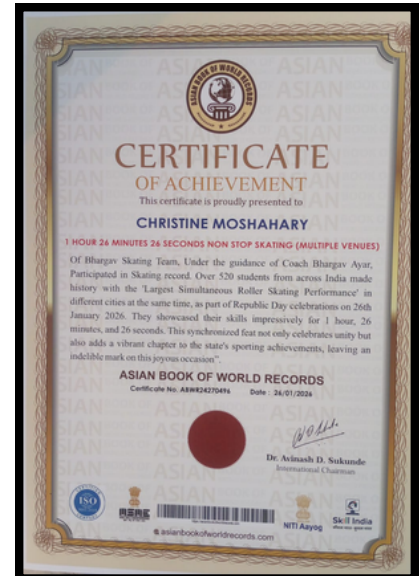 ASIAN BOOK OF WORLD RECORDS
CERTIFICATE
OF ACHIEVEMENT
This certificate is proudly presented to
CHRISTINE MOSHAHARY
1 HOUR 26 MINUTES 26 SECONDS NON STOP SKATING (MULTIPLE VENUES)
Of Bhargav Skating Team, Under the guidance of Coach Bhargav Ayar,
Participated in Skating record. Over 520 students from across India made
history with the 'Largest Simultaneous Roller Skating Performance' in
different cities at the same time, as part of Republic Day celebrations on 26th
January 2026. They showcased their skills impressively for 1 hour, 26
minutes, and 26 seconds. This synchronized feat not only celebrates unity but
also adds a vibrant chapter to the state's sporting achievements, leaving an
indelible mark on this joyous occasion".
ASIAN BOOK OF WORLD RECORDS
Certificate No. ABWR24270496 Date : 26/01/2026
Dr. Avinash D. Sukunde
International Chairman
ISO
MSME
NITI Aayog
Skill India
asianbookofworldrecords.com